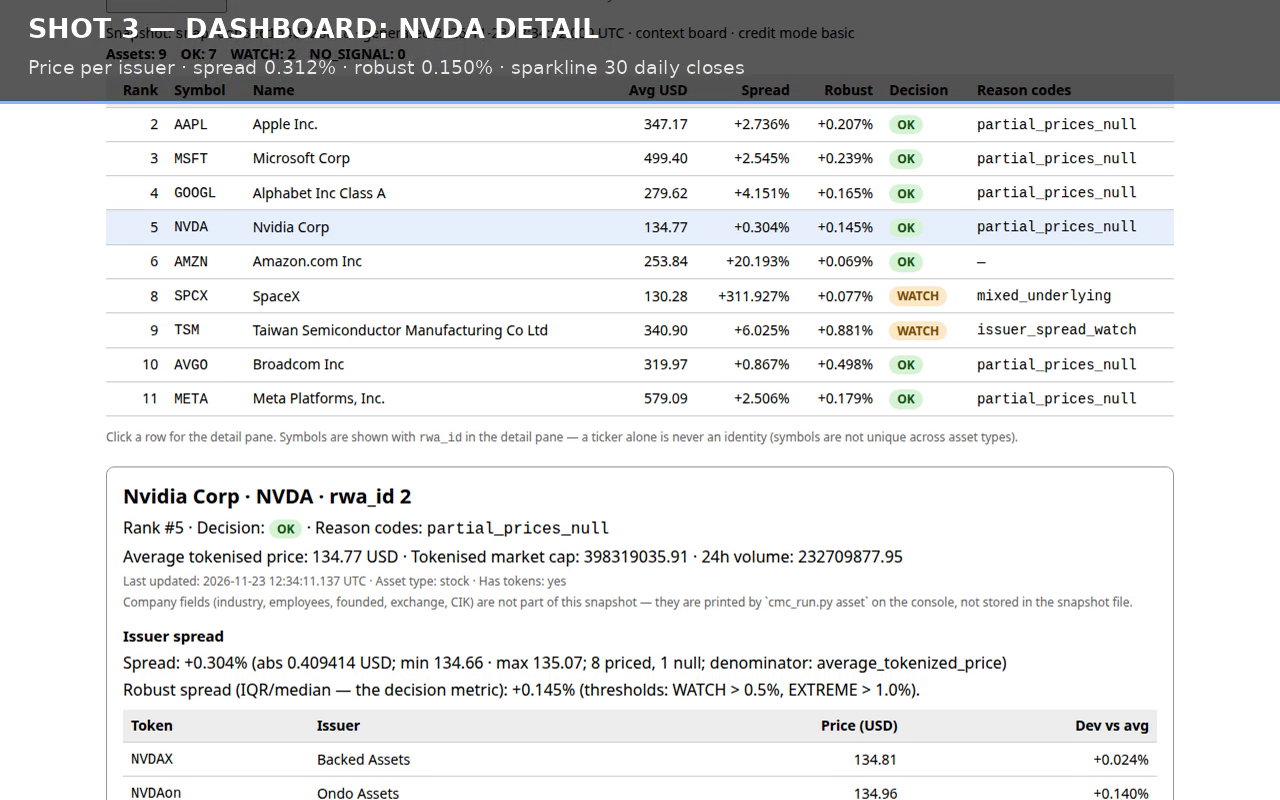 SHOT 3 — DASHBOARD: NVDA DETAIL
UTC · context board · credit mode basic
Assets: 9 OK: 7 WATCH: 2 NO_SIGNAL: 0
Price per issuer · spread 0.312% · robust 0.150% · sparkline 30 daily closes
Rank Symbol Name Avg USD Spread Robust Decision Reason codes
2 AAPL Apple Inc. 347.17 +2.736% +0.207% OK partial_prices_null
3 MSFT Microsoft Corp 499.40 +2.545% +0.239% OK partial_prices_null
4 GOOGL Alphabet Inc Class A 279.62 +4.151% +0.165% OK partial_prices_null
5 NVDA Nvidia Corp 134.77 +0.304% +0.145% OK partial_prices_null
6 AMZN Amazon.com Inc 253.84 +20.193% +0.069% OK —
8 SPCX SpaceX 130.28 +311.927% +0.077% WATCH mixed_underlying
9 TSM Taiwan Semiconductor Manufacturing Co Ltd 340.90 +6.025% +0.881% WATCH issuer_spread_watch
10 AVGO Broadcom Inc 319.97 +0.867% +0.498% OK partial_prices_null
11 META Meta Platforms, Inc. 579.09 +2.506% +0.179% OK partial_prices_null
Click a row for the detail pane. Symbols are shown with rwa_id in the detail pane — a ticker alone is never an identity (symbols are not unique across asset types).
Nvidia Corp · NVDA · rwa_id 2
Rank #5 · Decision: OK · Reason codes: partial_prices_null
Average tokenised price: 134.77 USD · Tokenised market cap: 398319035.91 · 24h volume: 232709877.95
Last updated: 2026-11-23 12:34:11.137 UTC · Asset type: stock · Has tokens: yes
Company fields (industry, employees, founded, exchange, CIK) are not part of this snapshot — they are printed by `cmc_run.py asset` on the console, not stored in the snapshot file.
Issuer spread
Spread: +0.304% (abs 0.409414 USD; min 134.66 · max 135.07; 8 priced, 1 null; denominator: average_tokenized_price)
Robust spread (IQR/median — the decision metric): +0.145% (thresholds: WATCH > 0.5%, EXTREME > 1.0%).
Token Issuer Price (USD) Dev vs avg
NVDAX Backed Assets 134.81 +0.024%
NVDAon Ondo Assets 134.96 +0.140%